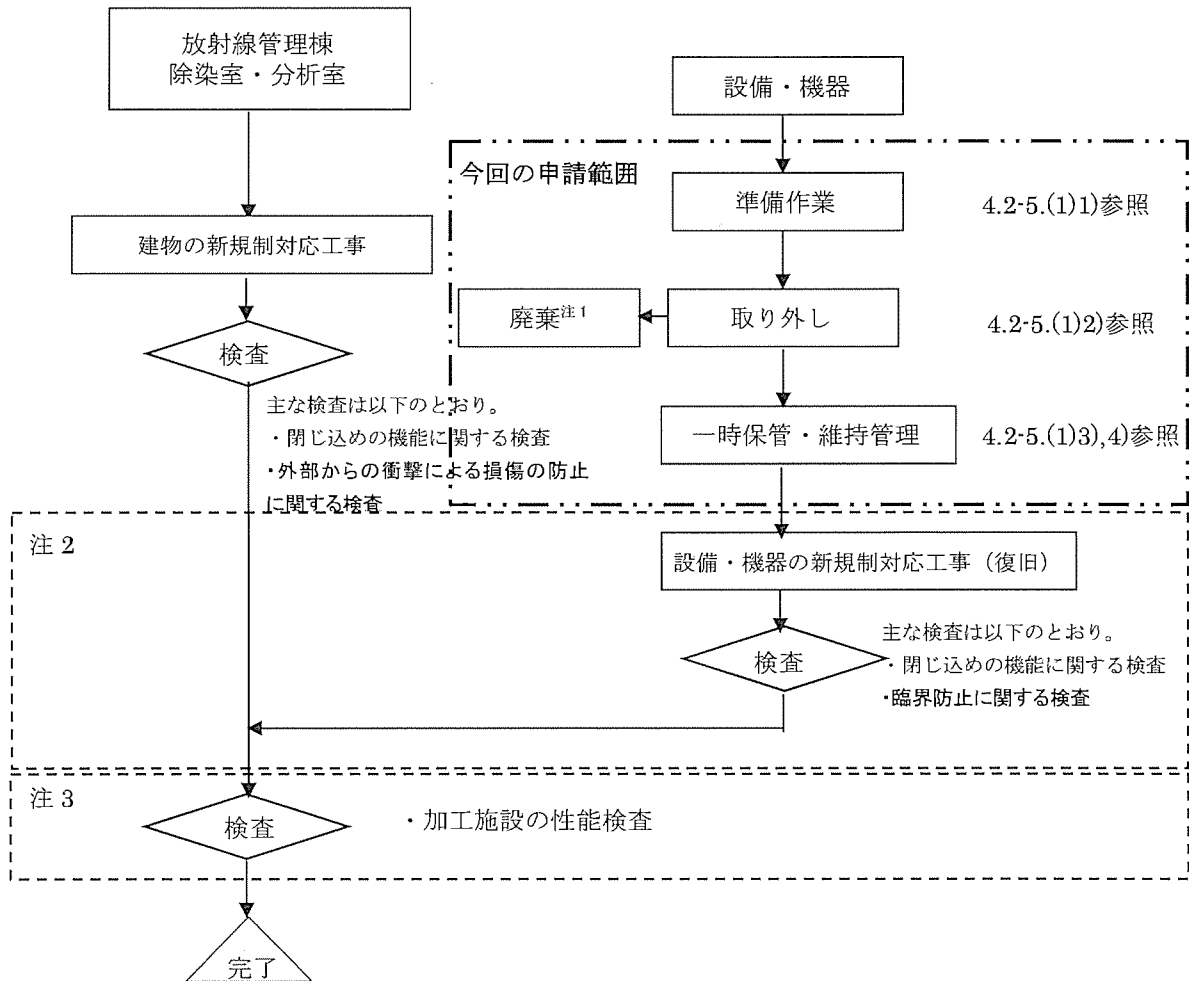 放射線管理棟
除染室・分析室
設備・機器
今回の申請範囲
準備作業
4.2-5.(1)1)参照
建物の新規制対応工事
廃棄注1
取り外し
4.2-5.(1)2)参照
検査
主な検査は以下のとおり。
・閉じ込めの機能に関する検査
・外部からの衝撃による損傷の防止
に関する検査
一時保管・維持管理
4.2-5.(1)3),4)参照
注 2
設備・機器の新規制対応工事（復旧）
検査
主な検査は以下のとおり。
・閉じ込めの機能に関する検査
・臨界防止に関する検査
注 3
検査
・加工施設の性能検査
完了